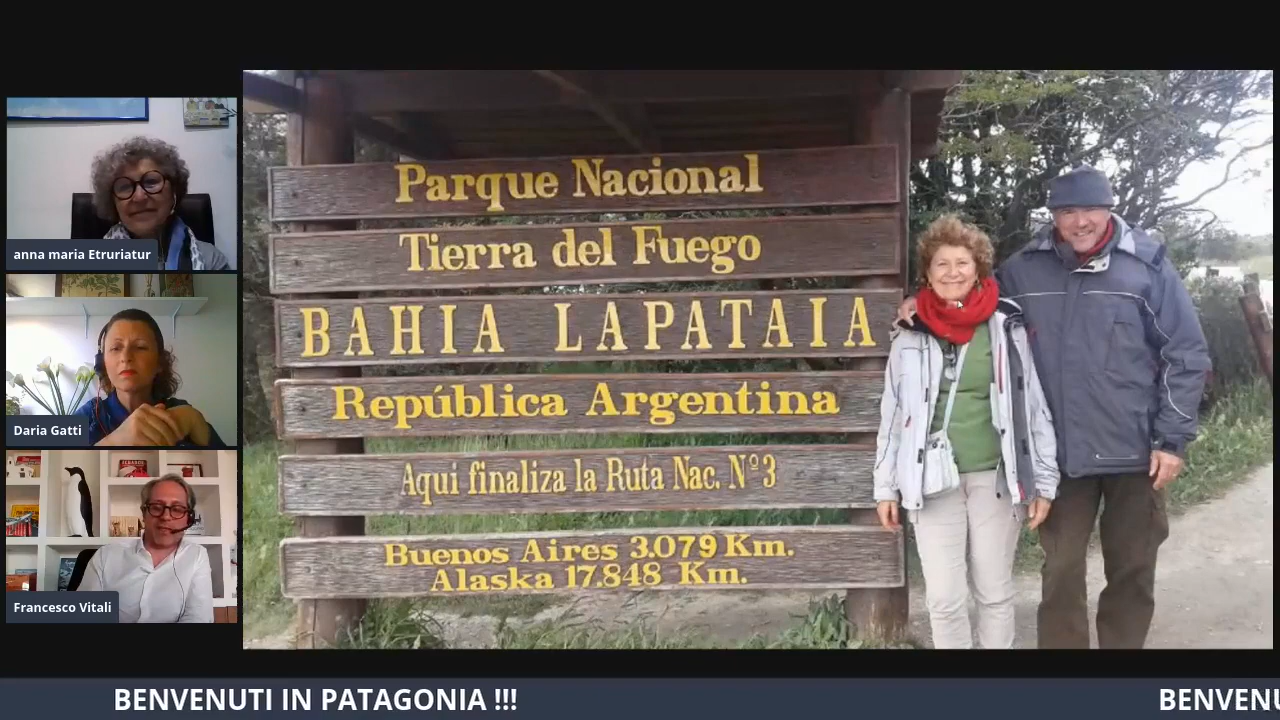 Parque Nacional
Tierra del Fuego
BAHIA LAPATAIA
República Argentina
Aqui finaliza la Ruta Nac. Nº3
Buenos Aires 3.079 Km.
Alaska 17.848 Km.
anna maria Etruriatur
Daria Gatti
Francesco Vitali
BENVENUTI IN PATAGONIA !!!
BENVENU